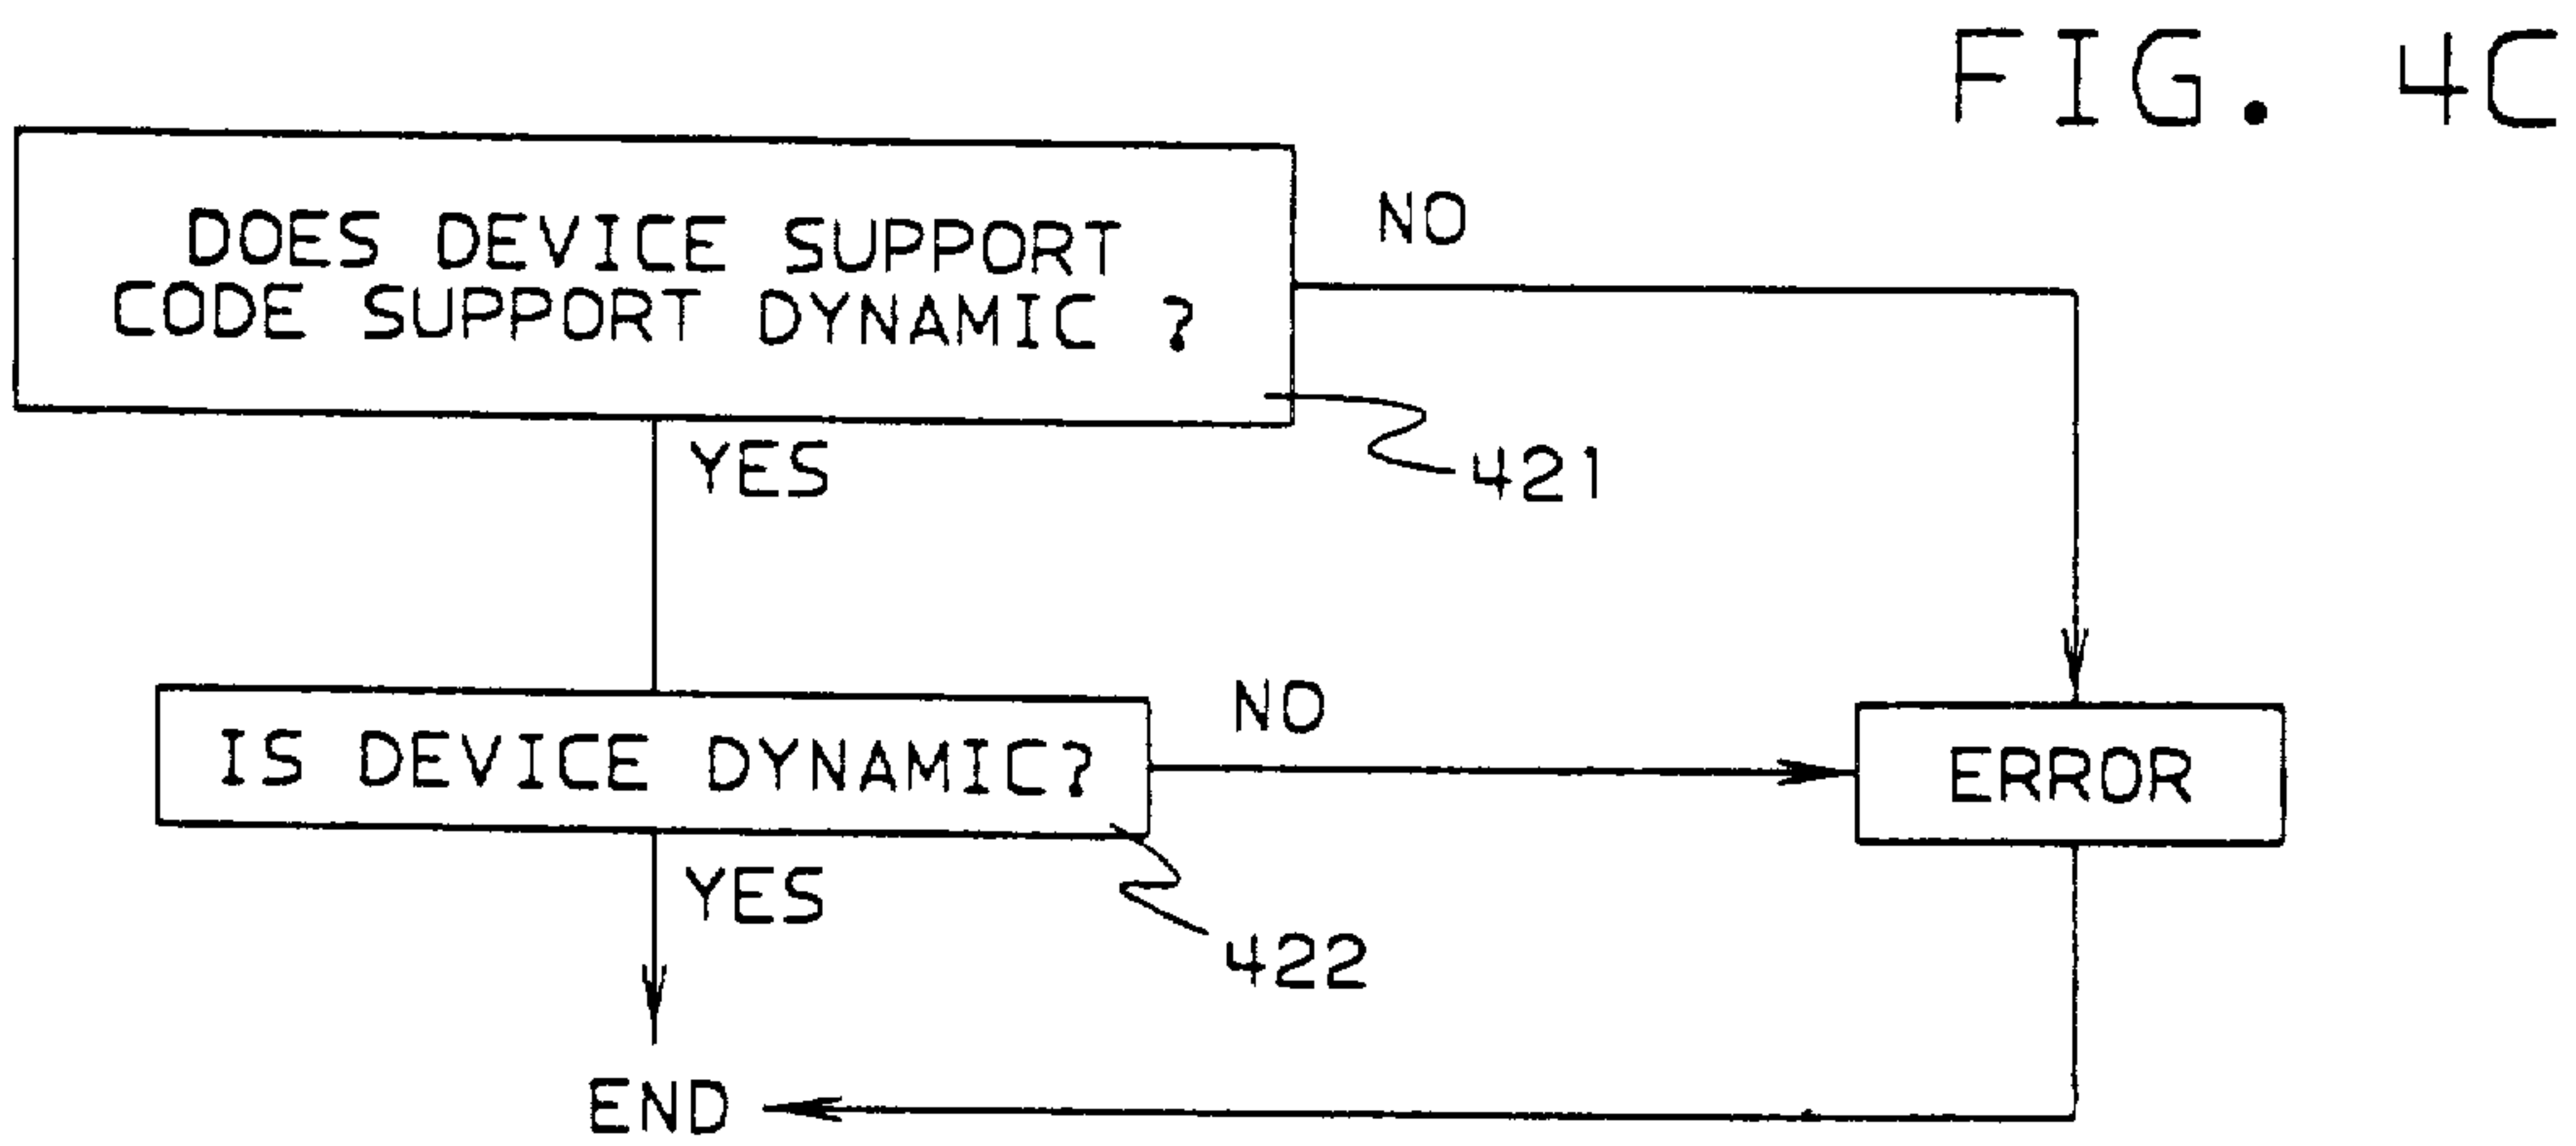 FIG. 4C
DOES DEVICE SUPPORT
CODE SUPPORT DYNAMIC ?
NO
YES
421
IS DEVICE DYNAMIC?
NO
ERROR
YES
422
END